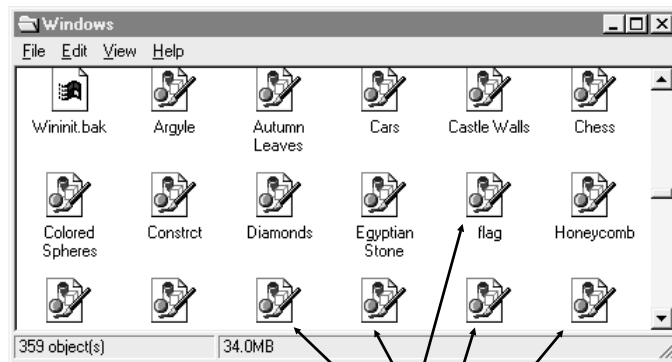 Windows
File Edit View Help
Wininit.bak Argyle Autumn Leaves Cars Castle Walls Chess
Colored Spheres Constrct Diamonds Egyptian Stone flag Honeycomb
359 object(s) 34.0MB